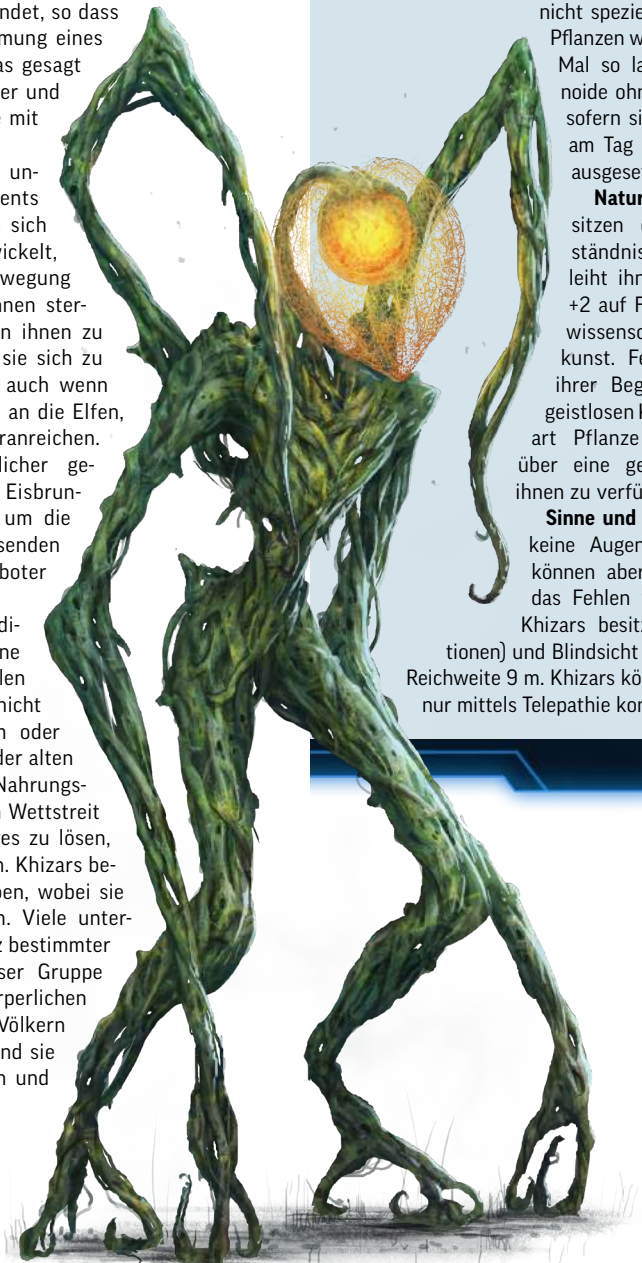 ndet, so dass
mung eines
as gesagt
er und
mit
un-
ents
sich
wickelt,
wegung
nnen ster-
n ihnen zu
sie sich zu
auch wenn
an die Elfen,
ranreichen.
licher ge-
Eisbrun-
um die
senden
boter
di-
ne
len
nicht
n oder
der alten
Nahrungs-
Wettstreit
es zu lösen,
n. Khizars be-
ben, wobei sie
n. Viele unter-
z bestimmter
ser Gruppe
rperlichen
Völkern
nd sie
n und
nicht spezie
Pflanzen w
Mal so la
noide ohn
sofern si
am Tag
ausgese
Natur
sitzen
ständnis
leiht ihn
+2 auf F
wissensc
kunst. Fe
ihrer Beg
geistlosen
art Pflanze
über eine ge
ihnen zu verfü
Sinne und
keine Augen
können aber
das Fehlen
Khizars besitz
tionen) und Blindsicht
Reichweite 9 m. Khizars kö
nur mittels Telepathie kor